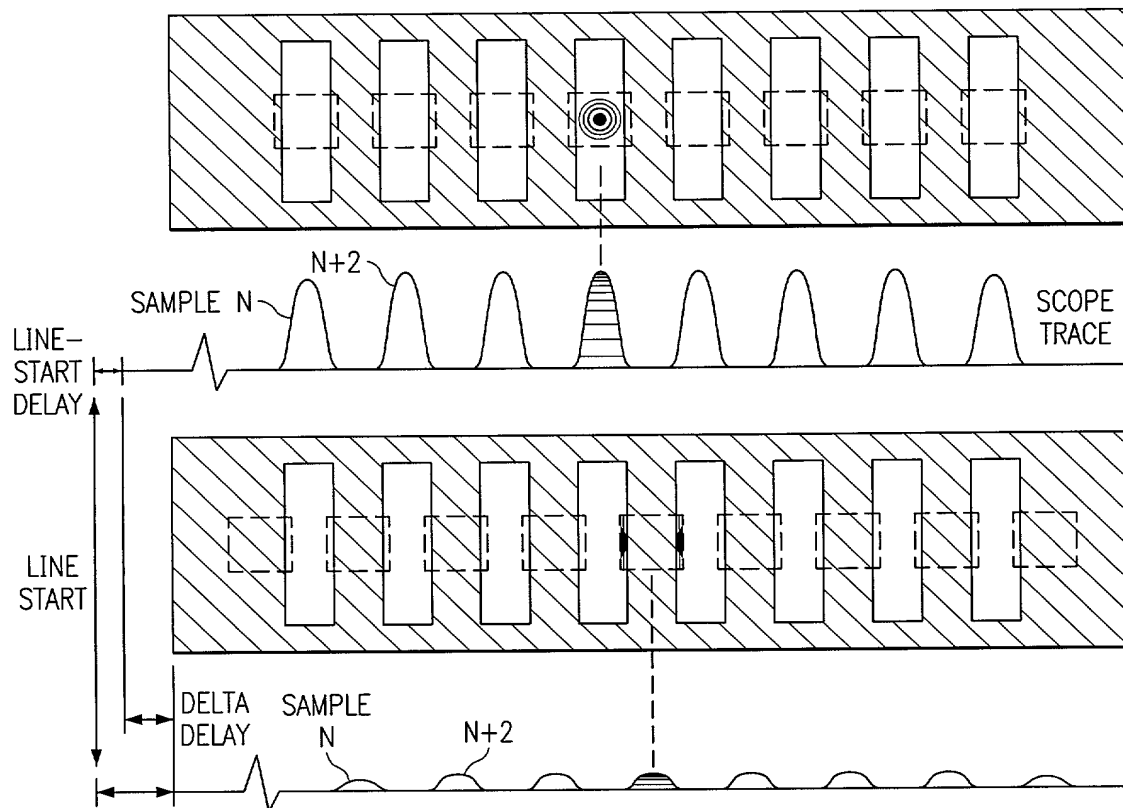 N+2
SAMPLE N
SCOPE
TRACE
LINE-
START
DELAY
LINE
START
DELTA
DELAY
SAMPLE
N
N+2